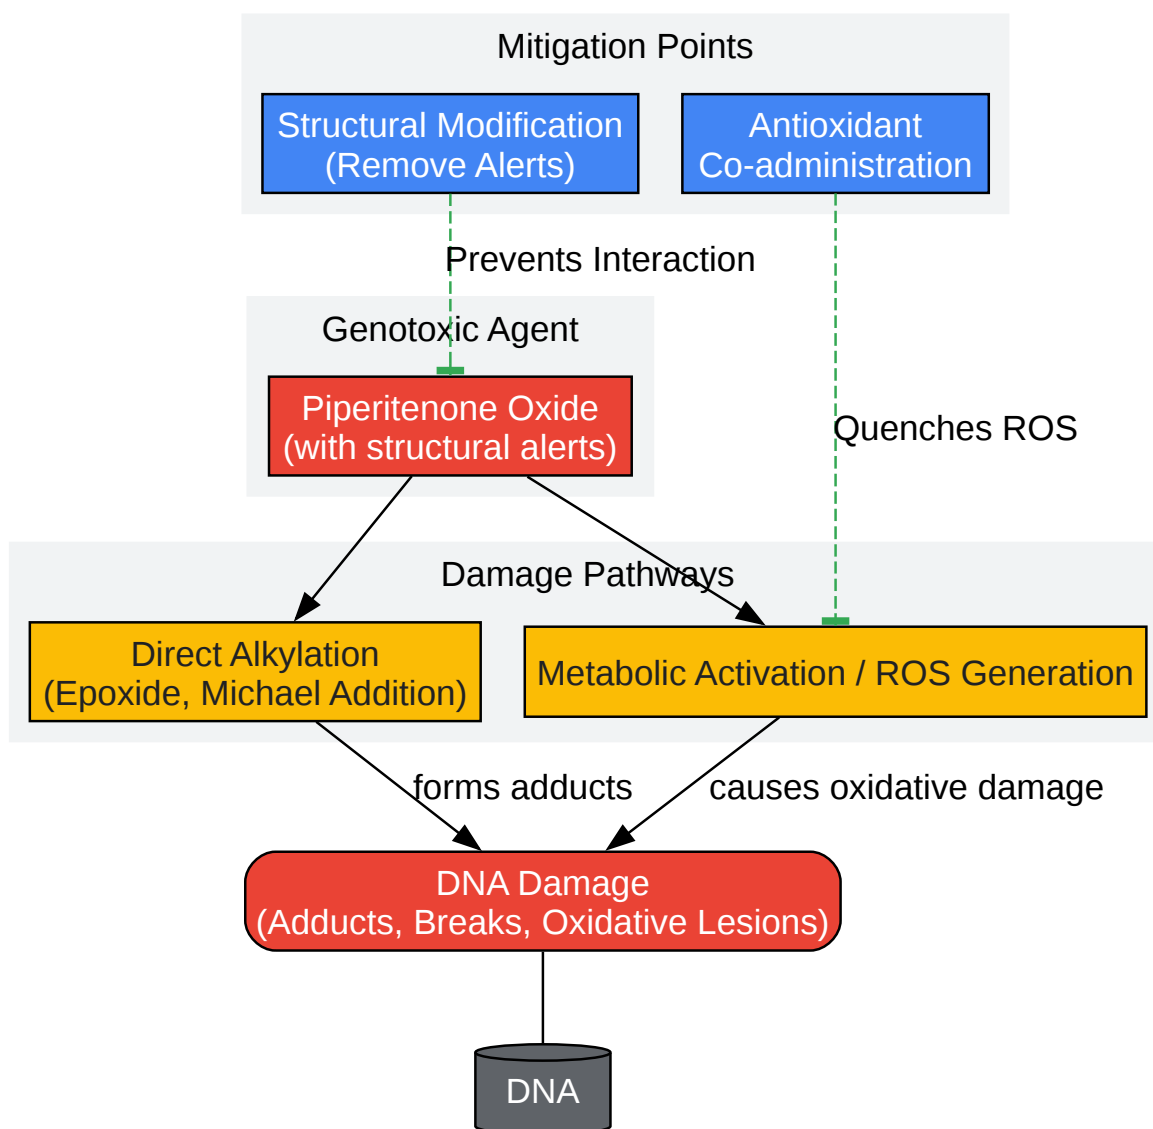 Mitigation Points
Structural Modification
(Remove Alerts)
Antioxidant
Co-administration
Prevents Interaction
Genotoxic Agent
Piperitenone Oxide
(with structural alerts)
Quenches ROS
Damage Pathways
Direct Alkylation
(Epoxide, Michael Addition)
Metabolic Activation / ROS Generation
forms adducts
causes oxidative damage
DNA Damage
(Adducts, Breaks, Oxidative Lesions)
DNA